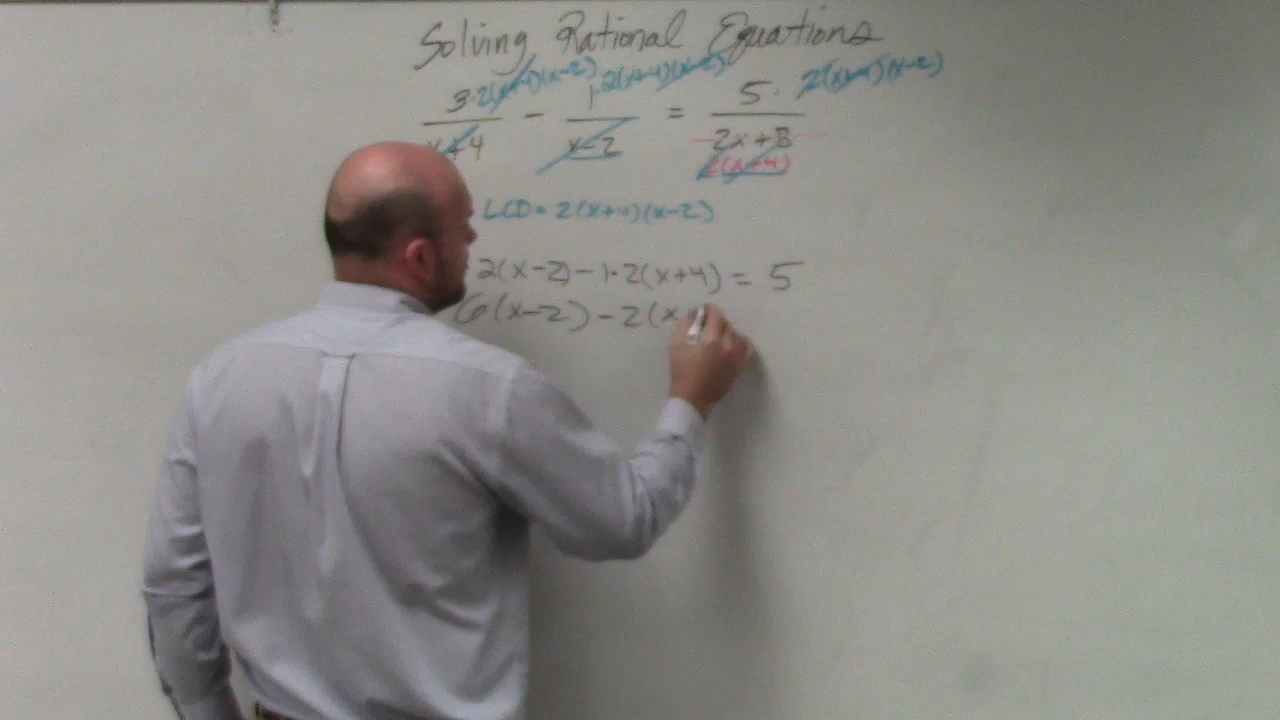 Solving Rational Equations
3·2(x+4)(x-2) / x+4 - 1·2(x+4)(x-2) / x-2 = 5·2(x+4)(x-2) / 2x+8
2(x+4)
LCD = 2(x+4)(x-2)
2(x-2)-1·2(x+4) = 5
6(x-2)-2(x+